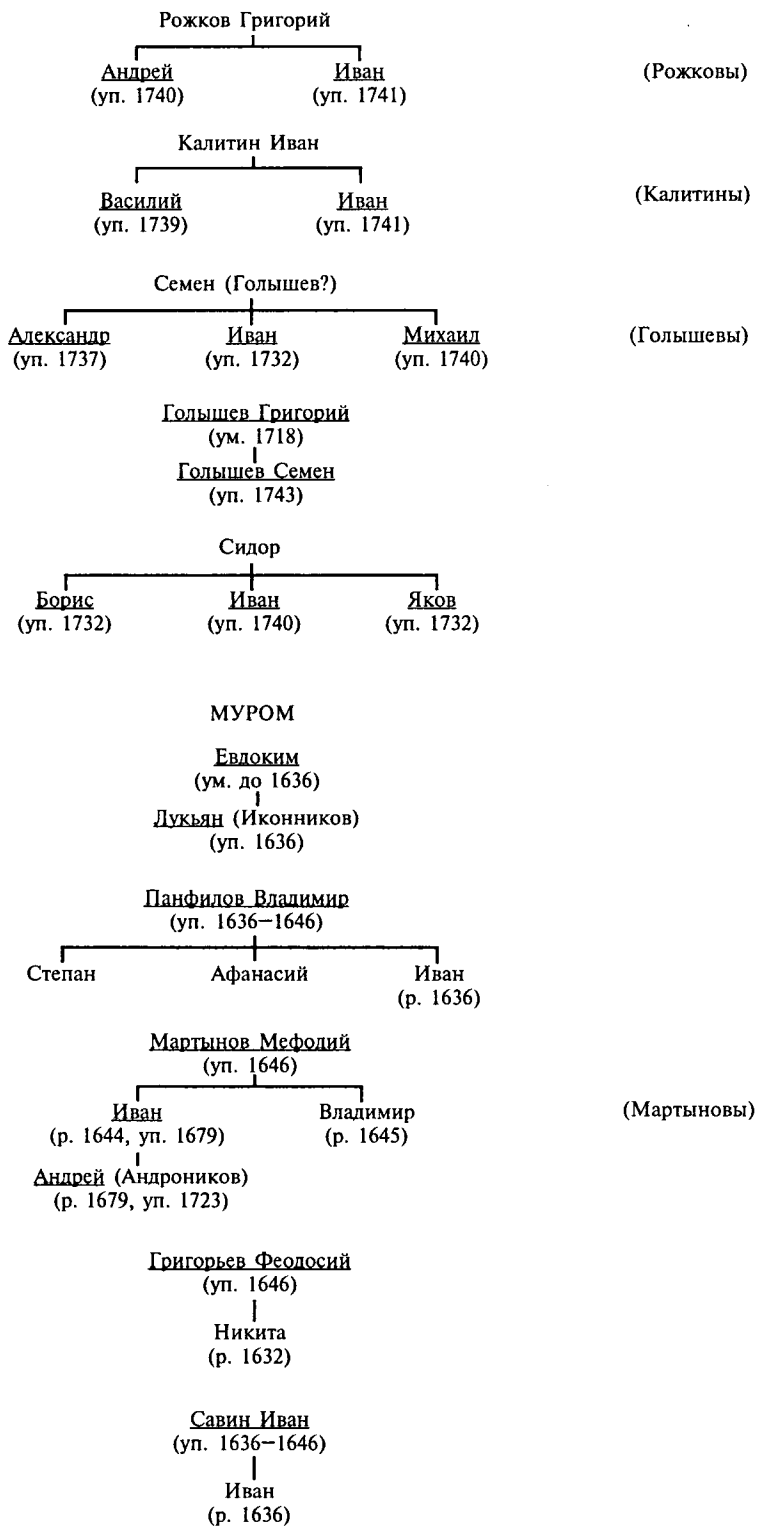 Рожков Григорий
Андрей Иван (Рожковы)
(уп. 1740) (уп. 1741)
Калитин Иван
Василий Иван (Калитины)
(уп. 1739) (уп. 1741)
Семен (Голышев?)
Александр Иван Михаил (Голышевы)
(уп. 1737) (уп. 1732) (уп. 1740)
Голышев Григорий
(ум. 1718)
Голышев Семен
(уп. 1743)
Сидор
Борис Иван Яков
(уп. 1732) (уп. 1740) (уп. 1732)
МУРОМ
Евдоким
(ум. до 1636)
Лукьян (Иконников)
(уп. 1636)
Панфилов Владимир
(уп. 1636—1646)
Степан Афанасий Иван
(р. 1636)
Мартынов Мефодий
(уп. 1646)
Иван Владимир (Мартыновы)
(р. 1644, уп. 1679) (р. 1645)
Андрей (Андроников)
(р. 1679, уп. 1723)
Григорьев Феодосий
(уп. 1646)
Никита
(р. 1632)
Савин Иван
(уп. 1636—1646)
Иван
(р. 1636)